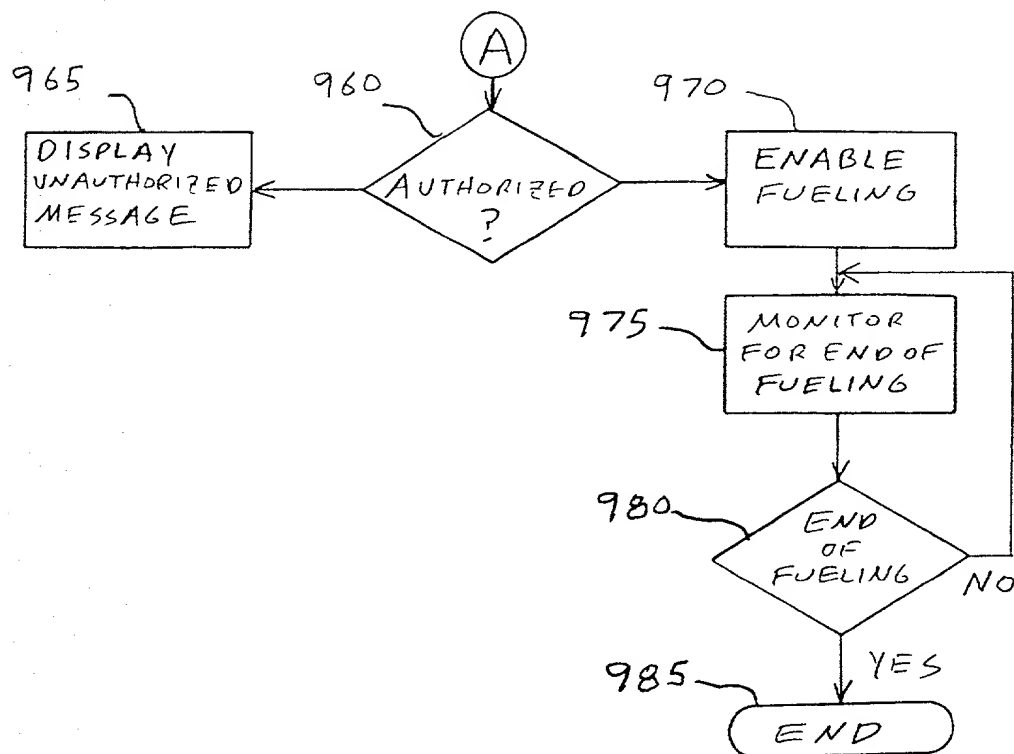 A
965
960
970
DISPLAY
UNAUTHORIZED
MESSAGE
AUTHORIZED
?
ENABLE
FUELING
975
MONITOR
FOR END OF
FUELING
980
END
OF
FUELING
NO
YES
985
END